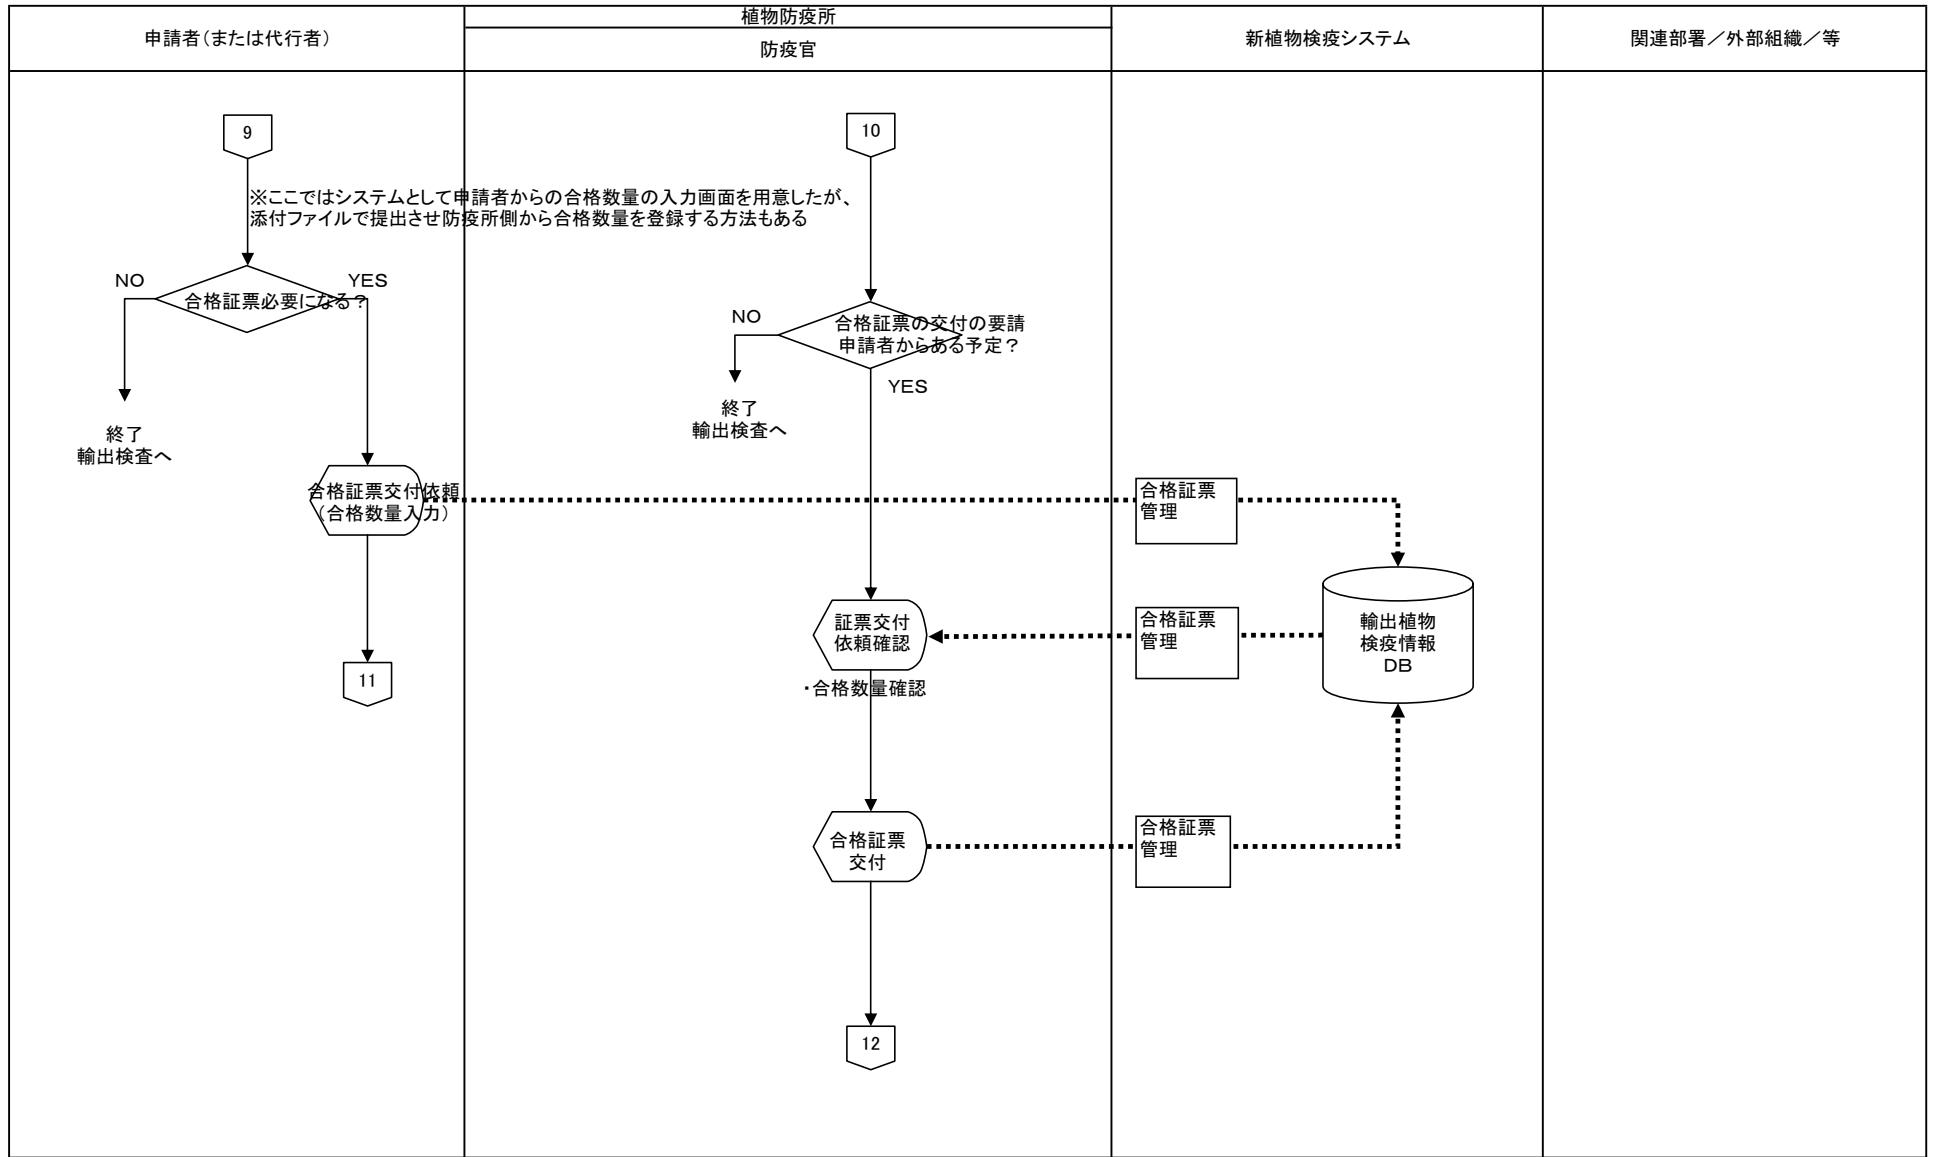 申請者（または代行者）
植物防疫所
防疫官
新植物検疫システム
関連部署／外部組織／等
9
10
※ここではシステムとして申請者からの合格数量の入力画面を用意したが、
添付ファイルで提出させ防疫所側から合格数量を登録する方法もある
NO
YES
合格証票必要になる？
終了
輸出検査へ
NO
合格証票の交付の要請
申請者からある予定？
YES
終了
輸出検査へ
合格証票交付依頼
（合格数量入力）
合格証票
管理
11
証票交付
依頼確認
・合格数量確認
合格証票
管理
輸出植物
検疫情報
ＤＢ
合格証票
交付
合格証票
管理
12